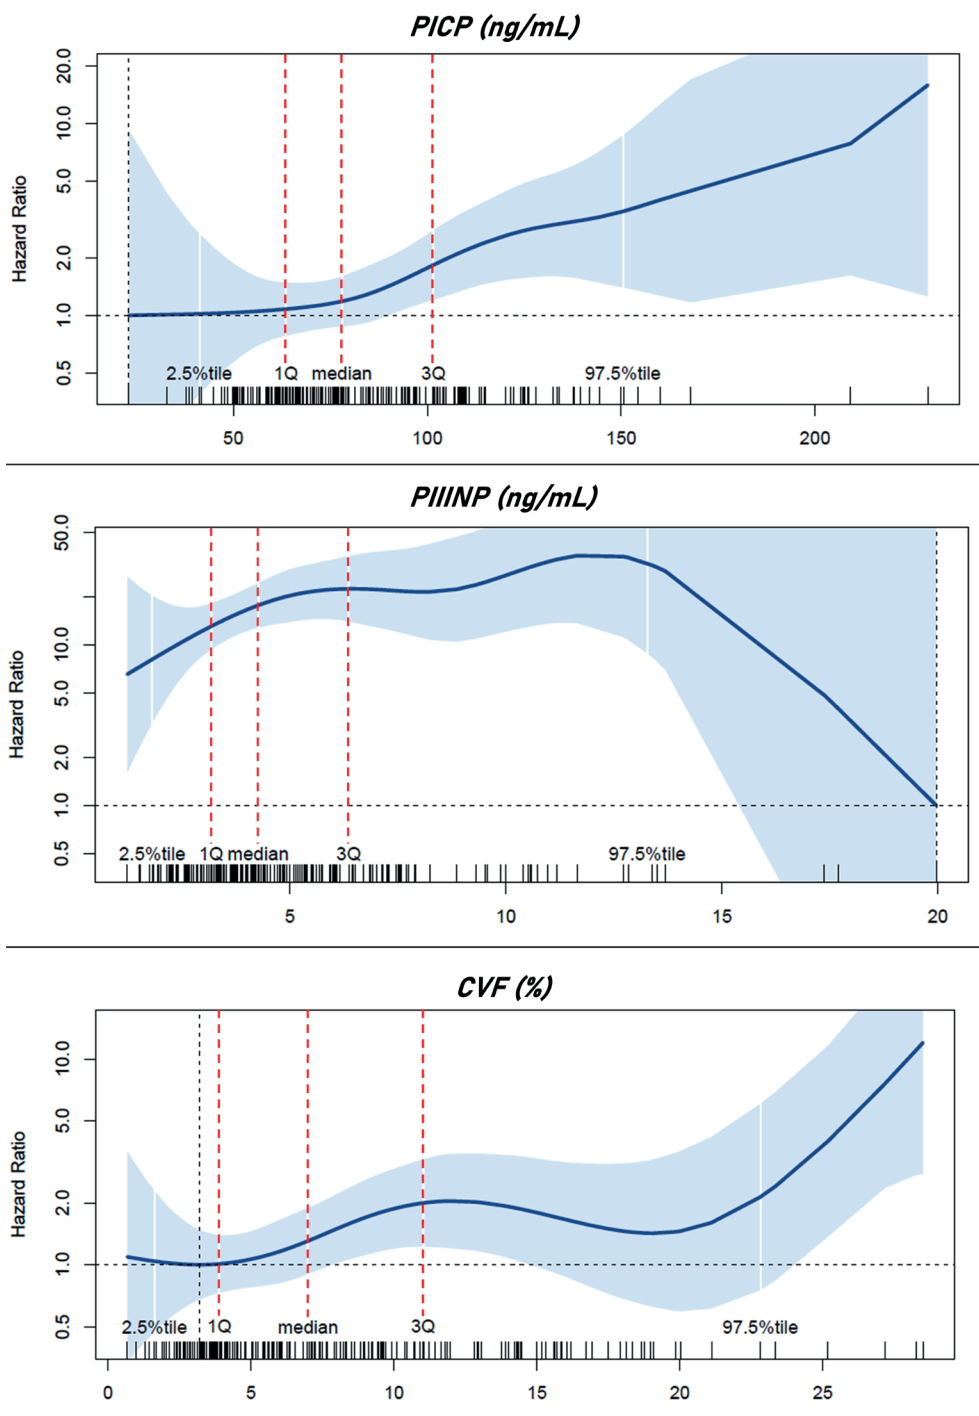 PICP (ng/mL)
Hazard Ratio
20.0
10.0
5.0
2.0
1.0
0.5
2.5%tile 1Q median 3Q 97.5%tile
50 100 150 200
PIIINP (ng/mL)
Hazard Ratio
50.0
10.0
5.0
2.0
1.0
0.5
2.5%tile 1Q median 3Q 97.5%tile
5 10 15 20
CVF (%)
Hazard Ratio
10.0
5.0
2.0
1.0
0.5
2.5%tile 1Q median 3Q 97.5%tile
0 5 10 15 20 25